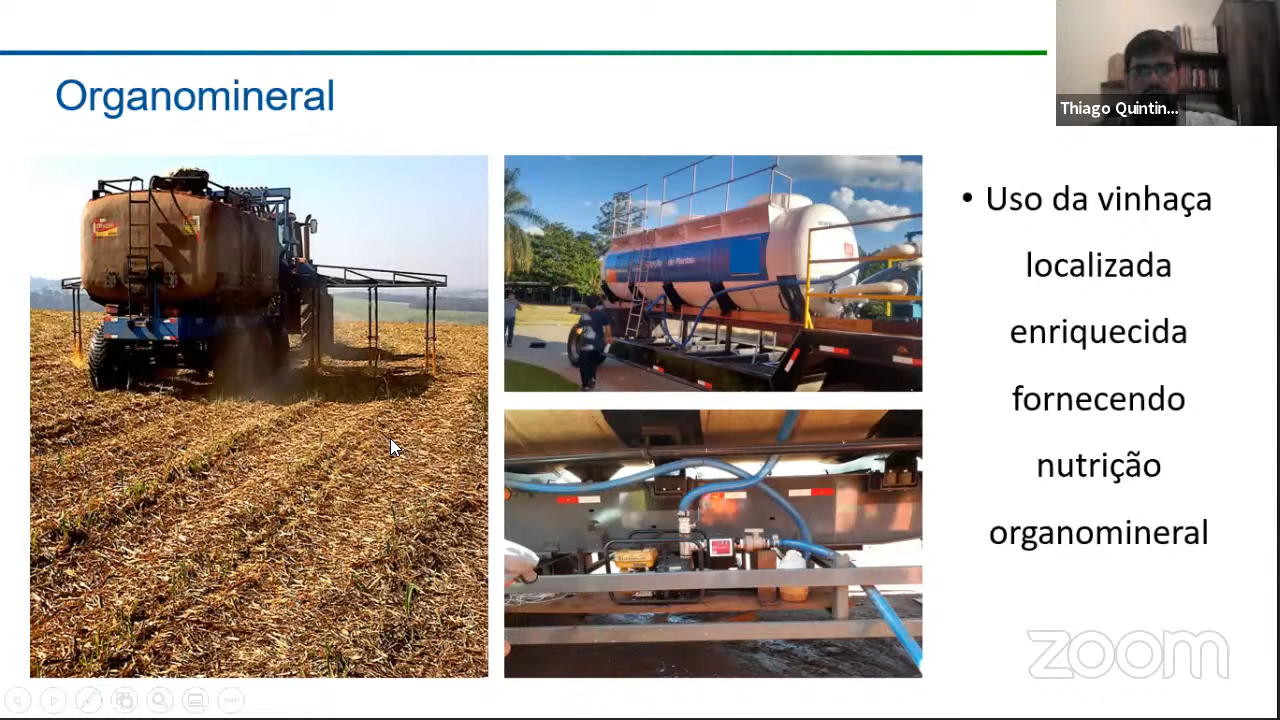 Organomineral
Thiago Quintin...
• Uso da vinhaça
localizada
enriquecida
fornecendo
nutrição
organomineral
zoom